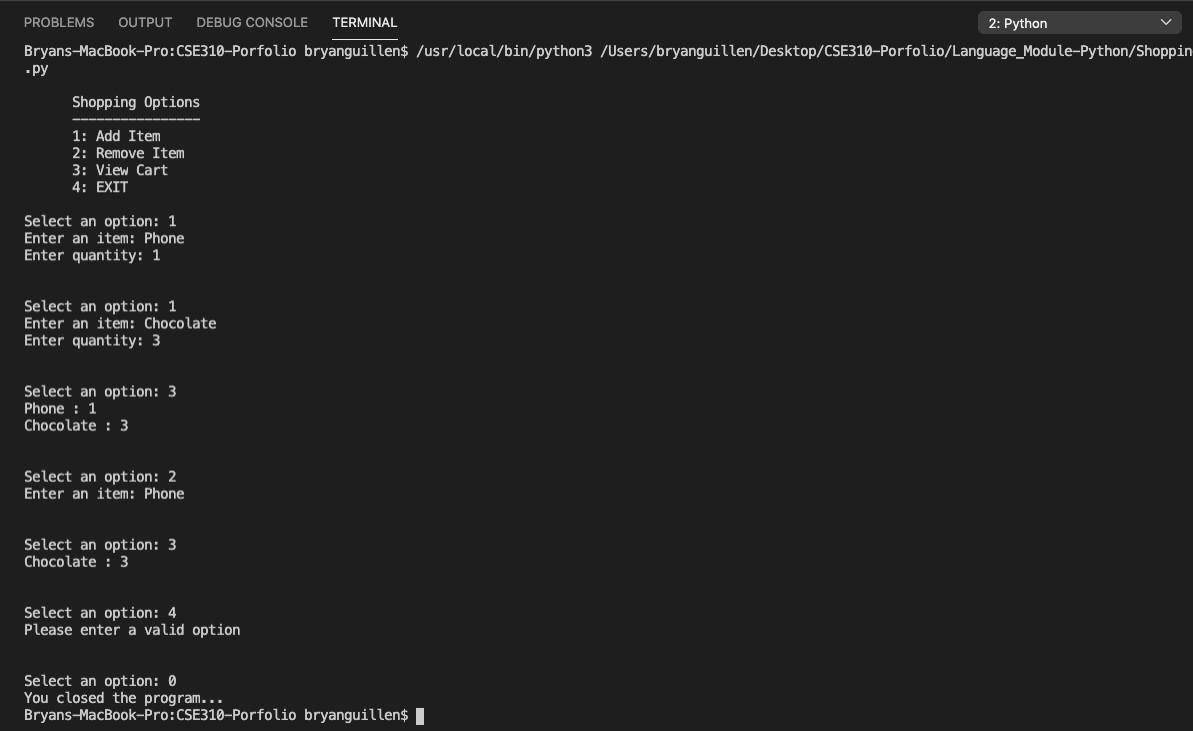 PROBLEMS OUTPUT DEBUG CONSOLE TERMINAL 2: Python
Bryans-MacBook-Pro:CSE310-Porfolio bryanguillen$ /usr/local/bin/python3 /Users/bryanguillen/Desktop/CSE310-Porfolio/Language_Module-Python/Shoppin
.py
Shopping Options
----------------
1: Add Item
2: Remove Item
3: View Cart
4: EXIT
Select an option: 1
Enter an item: Phone
Enter quantity: 1
Select an option: 1
Enter an item: Chocolate
Enter quantity: 3
Select an option: 3
Phone : 1
Chocolate : 3
Select an option: 2
Enter an item: Phone
Select an option: 3
Chocolate : 3
Select an option: 4
Please enter a valid option
Select an option: 0
You closed the program...
Bryans-MacBook-Pro:CSE310-Porfolio bryanguillen$